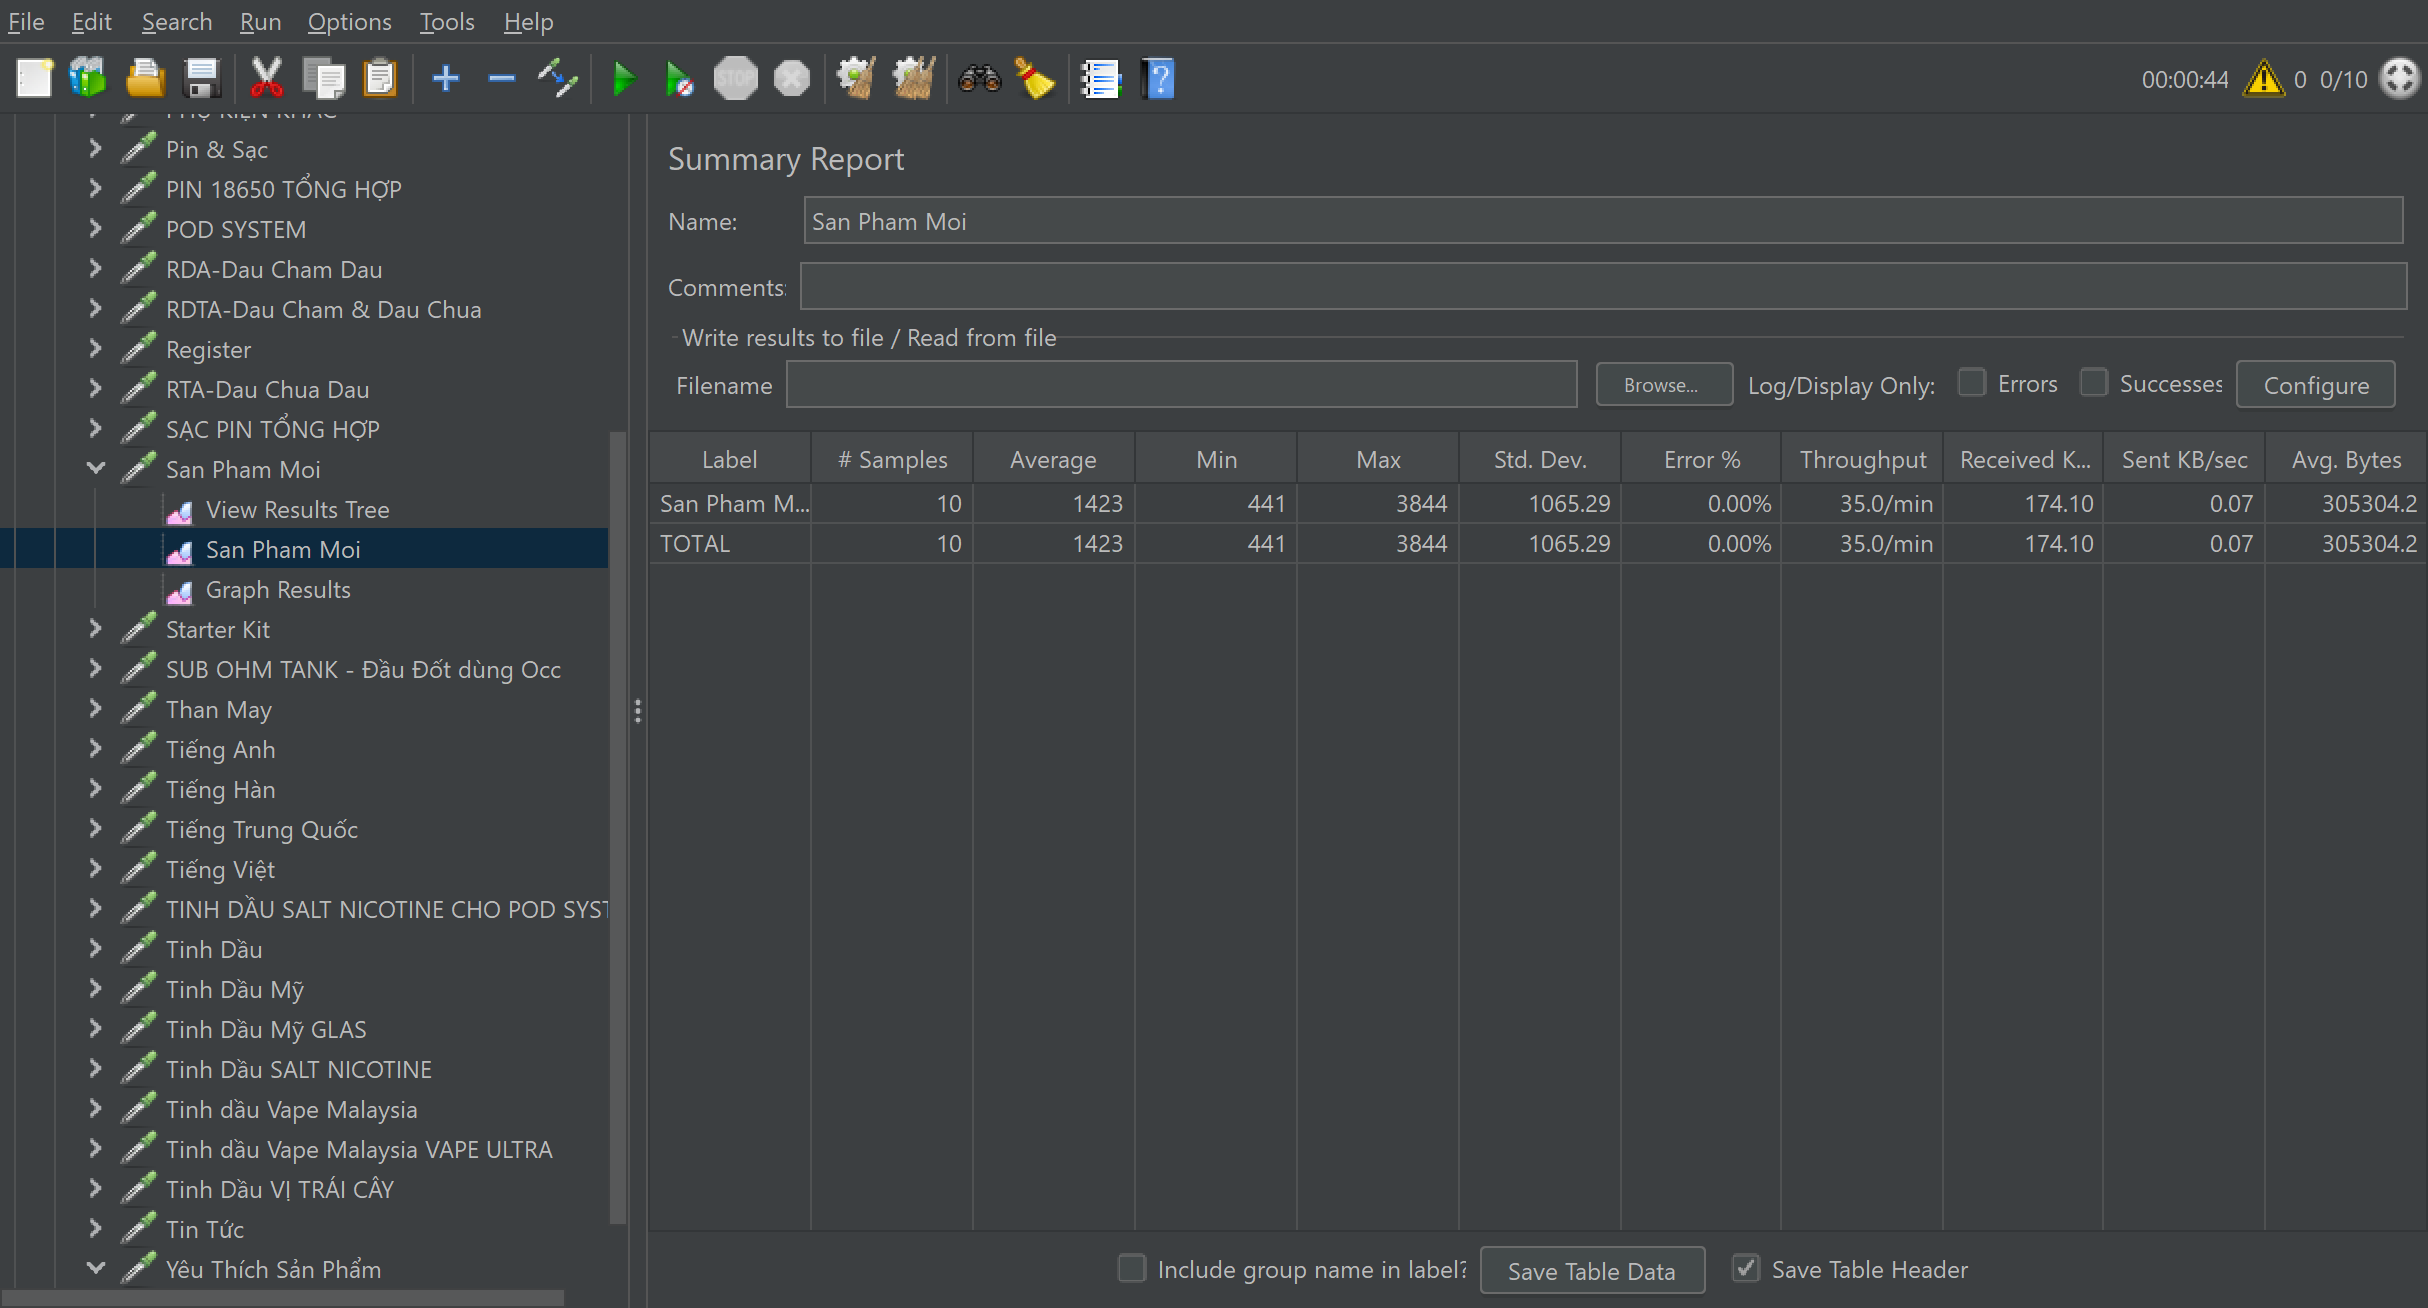 File Edit Search Run Options Tools Help
STOP
00:00:44 0 0/10
Pin & Sạc
PIN 18650 TỔNG HỢP
POD SYSTEM
RDA-Dau Cham Dau
RDTA-Dau Cham & Dau Chua
Register
RTA-Dau Chua Dau
SẠC PIN TỔNG HỢP
San Pham Moi
View Results Tree
San Pham Moi
Graph Results
Starter Kit
SUB OHM TANK - Đầu Đốt dùng Occ
Than May
Tiếng Anh
Tiếng Hàn
Tiếng Trung Quốc
Tiếng Việt
TINH DẦU SALT NICOTINE CHO POD SYST
Tinh Dầu
Tinh Dầu Mỹ
Tinh Dầu Mỹ GLAS
Tinh Dầu SALT NICOTINE
Tinh dầu Vape Malaysia
Tinh dầu Vape Malaysia VAPE ULTRA
Tinh Dầu VỊ TRÁI CÂY
Tin Tức
Yêu Thích Sản Phẩm
Summary Report
Name: San Pham Moi
Comments:
Write results to file / Read from file
Filename Browse... Log/Display Only: Errors Successes Configure
Label # Samples Average Min Max Std. Dev. Error % Throughput Received K... Sent KB/sec Avg. Bytes
San Pham M... 10 1423 441 3844 1065.29 0.00% 35.0/min 174.10 0.07 305304.2
TOTAL 10 1423 441 3844 1065.29 0.00% 35.0/min 174.10 0.07 305304.2
Include group name in label? Save Table Data Save Table Header